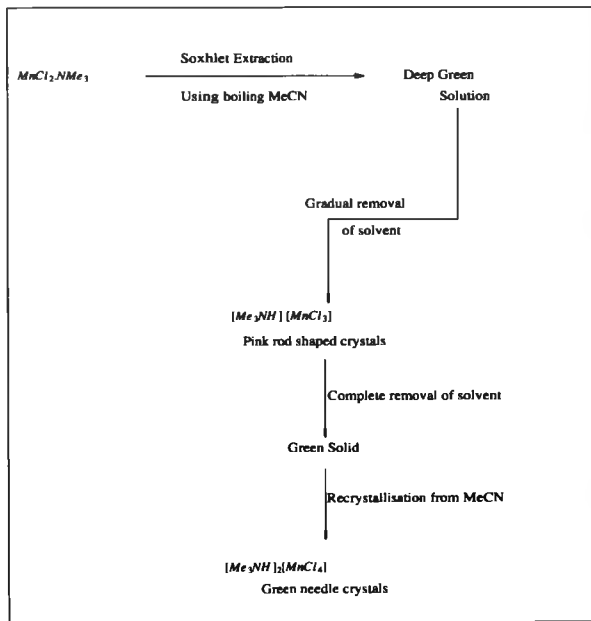 Soxhlet Extraction
MnCl₂.NMe₃
Deep Green
Using boiling MeCN
Solution
Gradual removal
of solvent
[Me₃NH][MnCl₃]
Pink rod shaped crystals
Complete removal of solvent
Green Solid
Recrystallisation from MeCN
[Me₃NH]₂[MnCl₄]
Green needle crystals